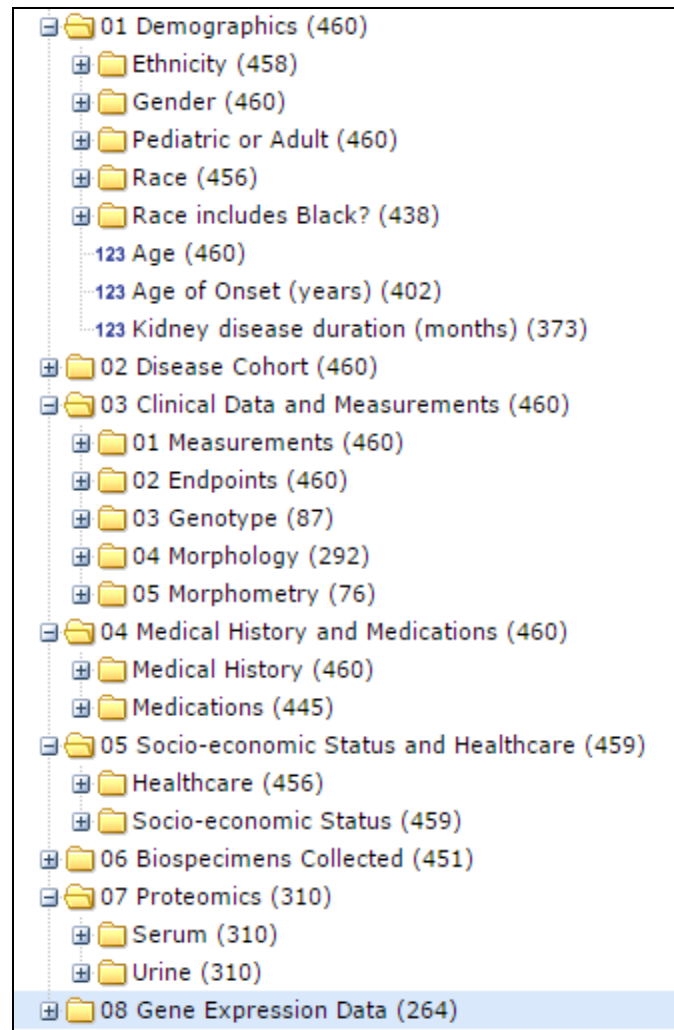 01 Demographics (460)
Ethnicity (458)
Gender (460)
Pediatric or Adult (460)
Race (456)
Race includes Black? (438)
123 Age (460)
123 Age of Onset (years) (402)
123 Kidney disease duration (months) (373)
02 Disease Cohort (460)
03 Clinical Data and Measurements (460)
01 Measurements (460)
02 Endpoints (460)
03 Genotype (87)
04 Morphology (292)
05 Morphometry (76)
04 Medical History and Medications (460)
Medical History (460)
Medications (445)
05 Socio-economic Status and Healthcare (459)
Healthcare (456)
Socio-economic Status (459)
06 Biospecimens Collected (451)
07 Proteomics (310)
Serum (310)
Urine (310)
08 Gene Expression Data (264)